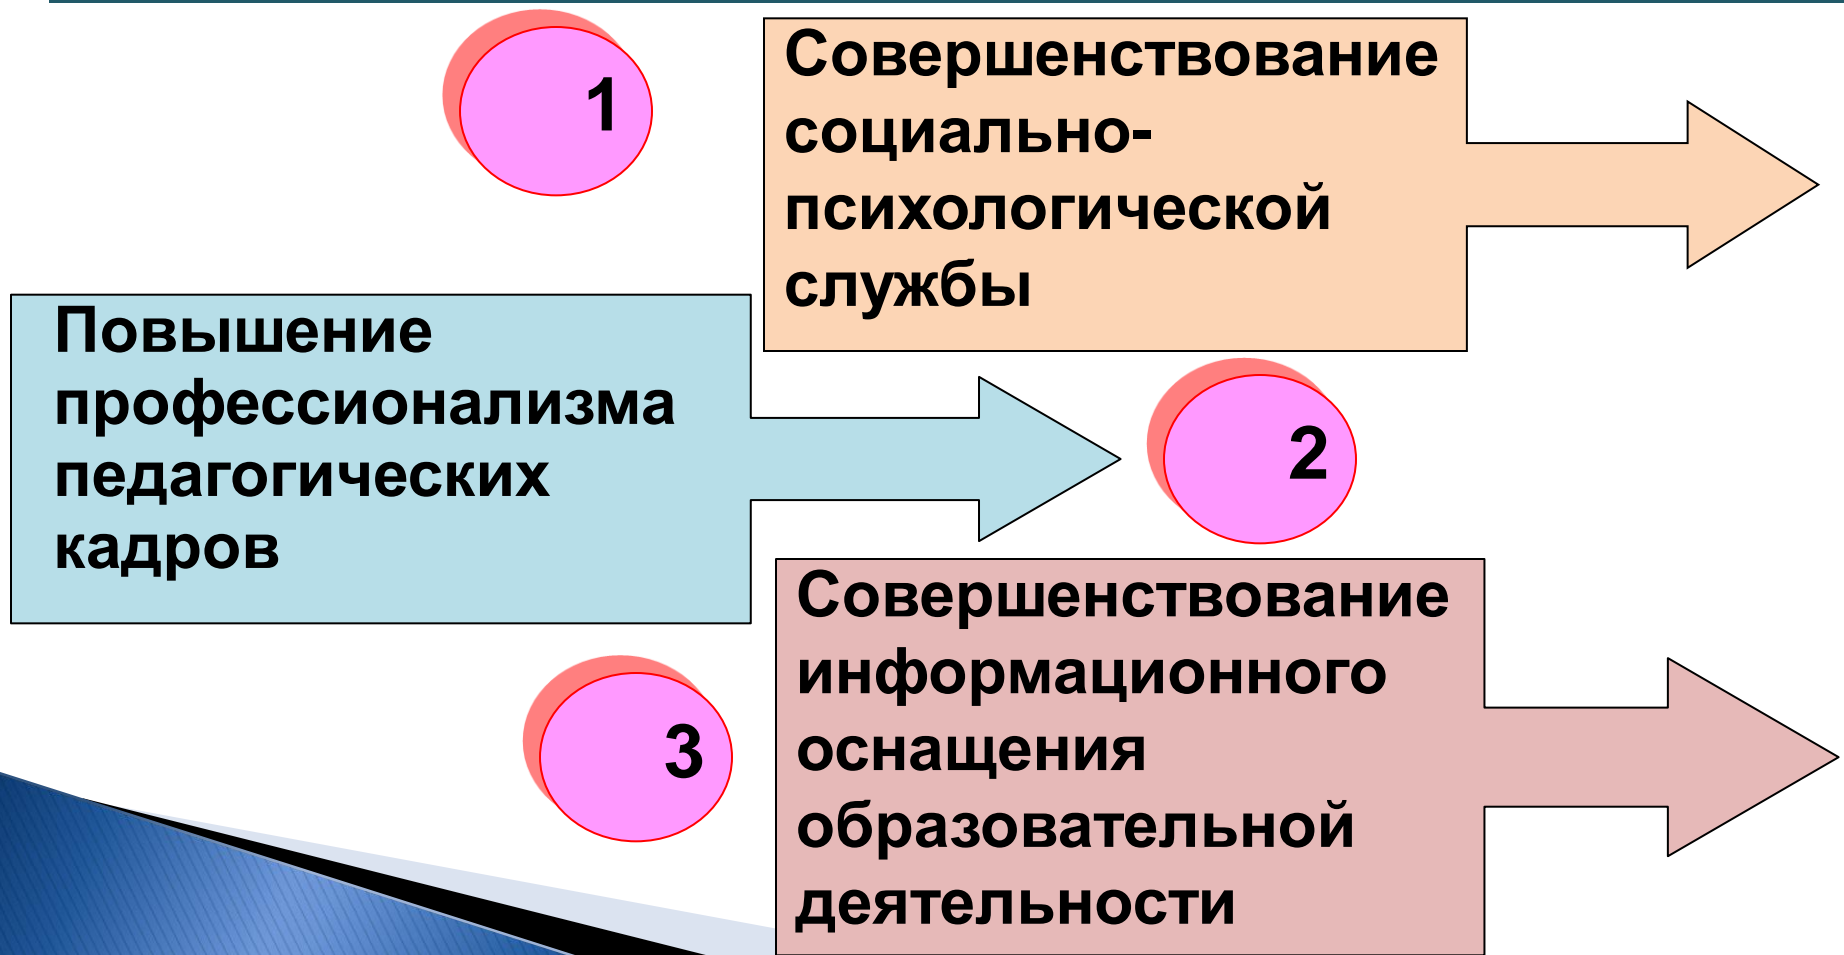 1
Совершенствование
социально-
психологической
службы
Повышение
профессионализма
педагогических
кадров
2
3
Совершенствование
информационного
оснащения
образовательной
деятельности